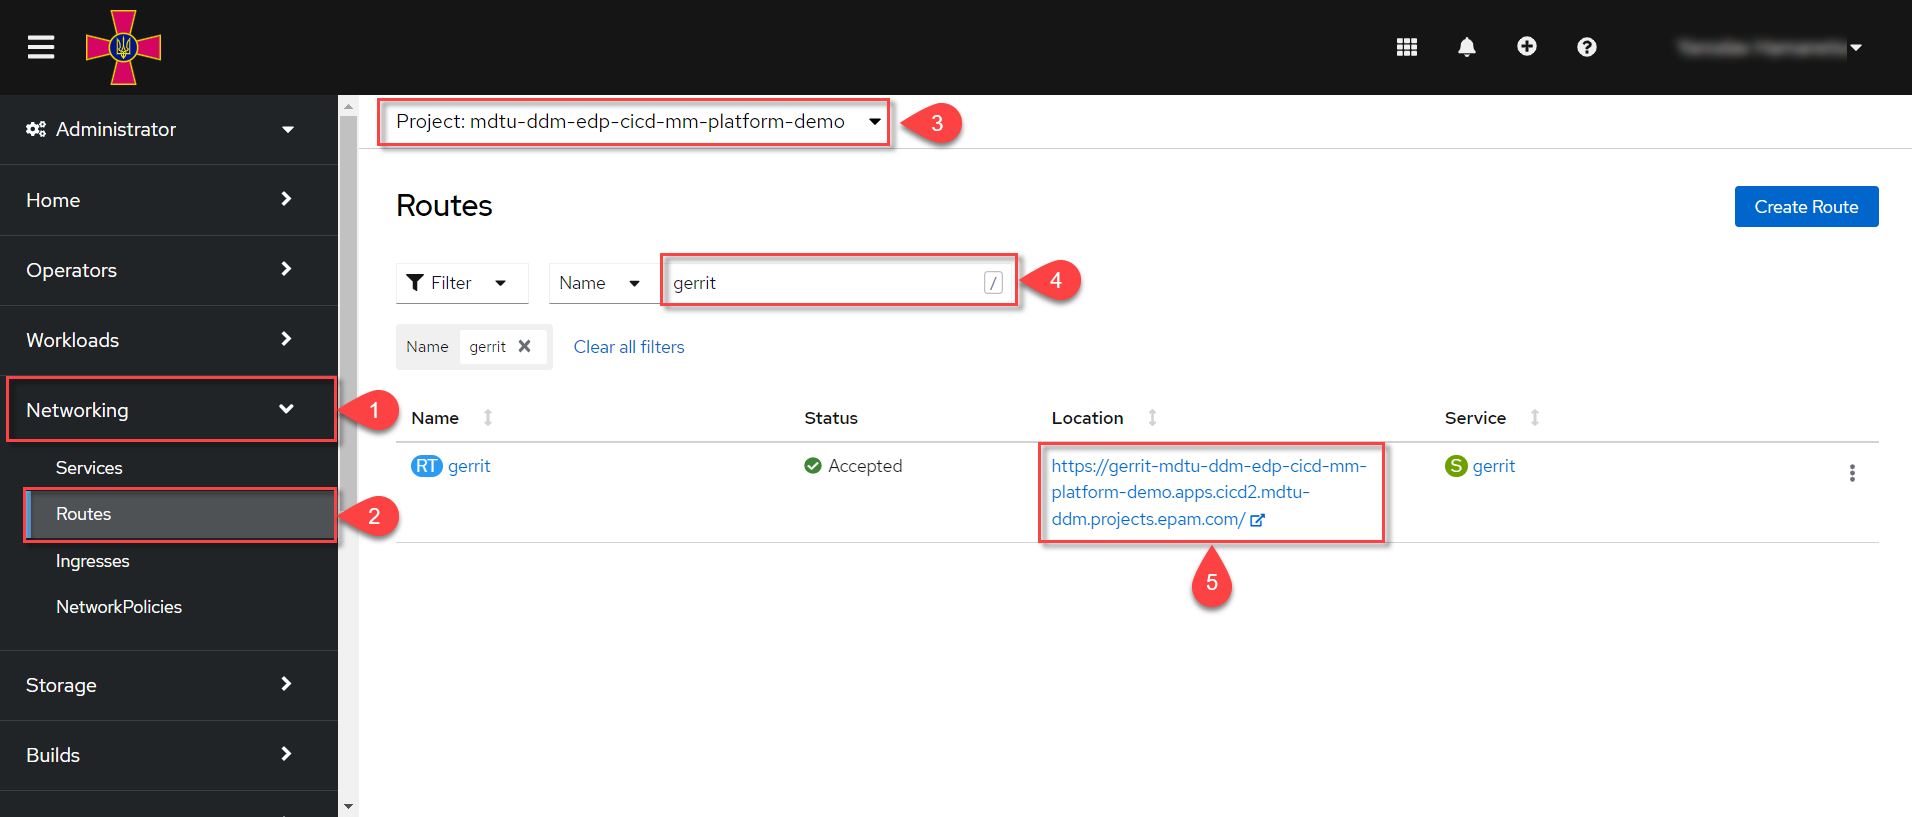 Administrator
Home
Operators
Workloads
Networking
1
Services
Routes
2
Ingresses
NetworkPolicies
Storage
Builds
Project: mdtu-ddm-edp-cicd-mm-platform-demo
3
Routes
Create Route
Filter
Name
gerrit
/
4
Name
gerrit
Clear all filters
Name
Status
Location
Service
RT gerrit
Accepted
https://gerrit-mdtu-ddm-edp-cicd-mm-
platform-demo.apps.cicd2.mdtu-
ddm.projects.epam.com/
S gerrit
5